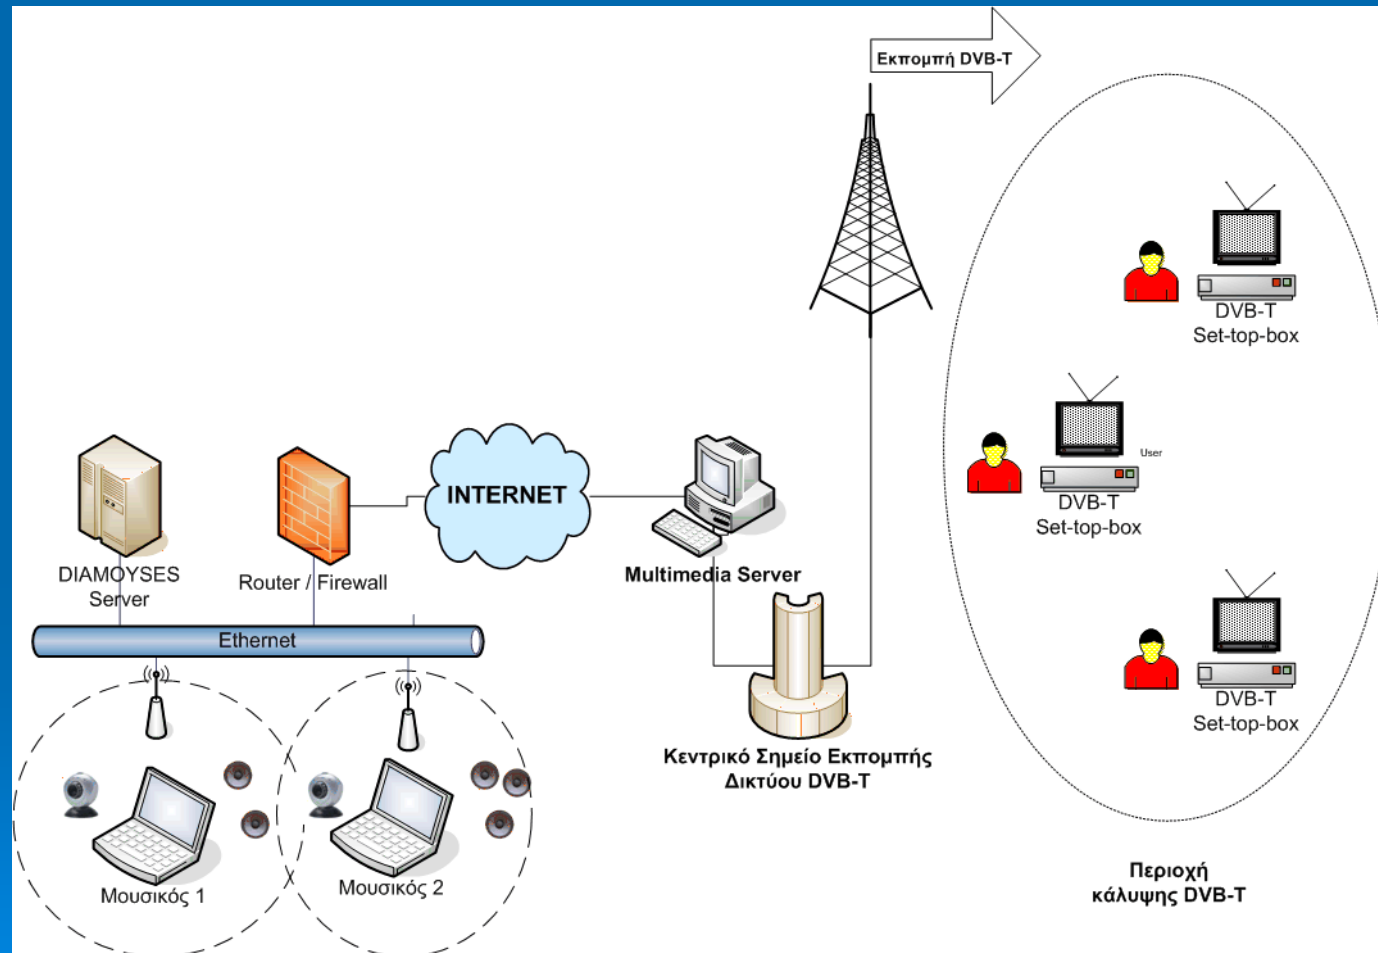 Εκπομπή DVB-T
DVB-T
Set-top-box
User
DVB-T
Set-top-box
DVB-T
Set-top-box
INTERNET
DIAMOYSES
Server
Router / Firewall
Multimedia Server
Ethernet
Κεντρικό Σημείο Εκπομπής
Δικτύου DVB-T
Μουσικός 1
Μουσικός 2
Περιοχή
κάλυψης DVB-T